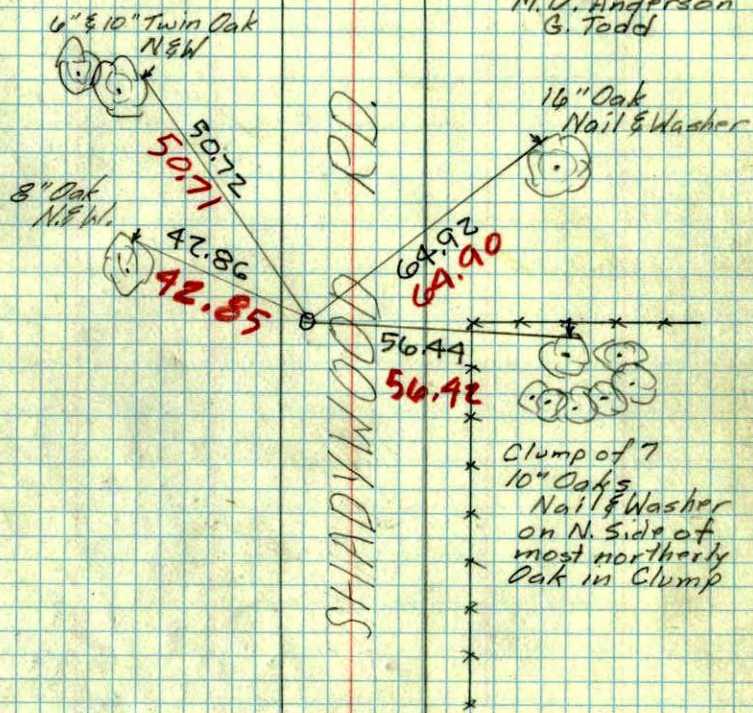 M.D. Anderson
G. Todd
6" & 10" Twin Oak
N&W
16" Oak
Nail & Washer
50.72
50.71
8" Oak
N.&W.
42.86
42.85
64.92
64.90
56.44
56.42
SHADYWOOD RD.
Clump of 7
10" Oaks
Nail & Washer
on N. Side of
most northerly
Oak in Clump